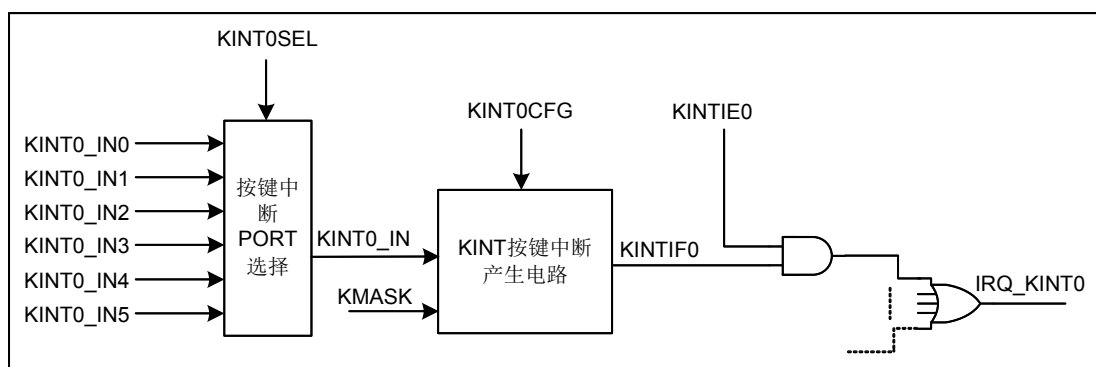 KINT0SEL
KINT0CFG
KINTIE0
KINT0_IN0
KINT0_IN1
KINT0_IN2
KINT0_IN3
KINT0_IN4
KINT0_IN5
按键中
断
PORT
选择
KINT0_IN
KMASK
KINT按键中断
产生电路
KINTIF0
IRQ_KINT0